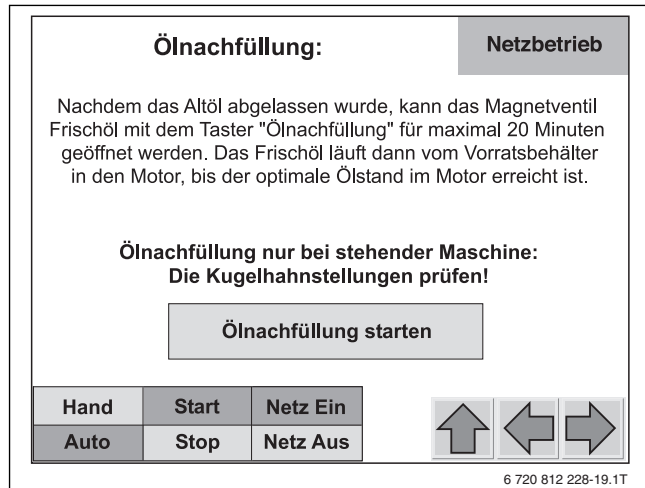 Ölnachfüllung:
Netzbetrieb
Nachdem das Altöl abgelassen wurde, kann das Magnetventil
Frischöl mit dem Taster "Ölnachfüllung" für maximal 20 Minuten
geöffnet werden. Das Frischöl läuft dann vom Vorratsbehälter
in den Motor, bis der optimale Ölstand im Motor erreicht ist.
Ölnachfüllung nur bei stehender Maschine:
Die Kugelhahnstellungen prüfen!
Ölnachfüllung starten
Hand Start Netz Ein
Auto Stop Netz Aus
6 720 812 228-19.1T